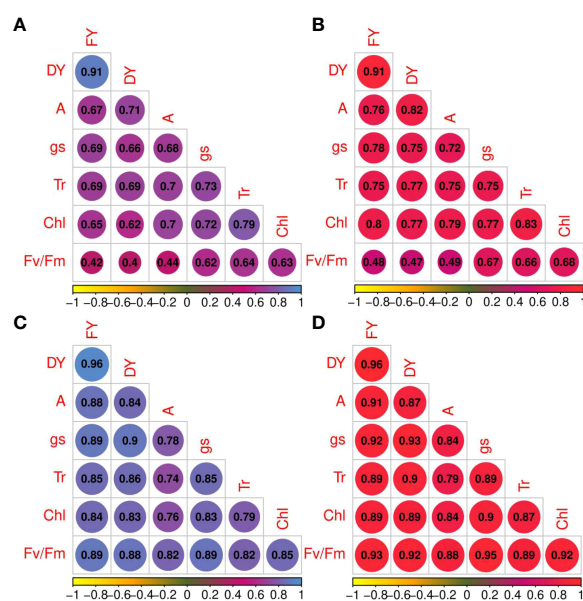 A
FY
DY 0.91 DY
A 0.67 0.71 A
gs 0.69 0.66 0.68 gs
Tr 0.69 0.69 0.7 0.73 Tr
Chl 0.65 0.62 0.7 0.72 0.79 Chl
Fv/Fm 0.42 0.4 0.44 0.62 0.64 0.63
−1 −0.8 −0.6 −0.4 −0.2 0 0.2 0.4 0.6 0.8 1
B
FY
DY 0.91 DY
A 0.76 0.82 A
gs 0.78 0.75 0.72 gs
Tr 0.75 0.77 0.75 0.75 Tr
Chl 0.8 0.77 0.79 0.77 0.83 Chl
Fv/Fm 0.48 0.47 0.49 0.67 0.66 0.68
−1 −0.8 −0.6 −0.4 −0.2 0 0.2 0.4 0.6 0.8 1
C
FY
DY 0.96 DY
A 0.88 0.84 A
gs 0.89 0.9 0.78 gs
Tr 0.85 0.86 0.74 0.85 Tr
Chl 0.84 0.83 0.76 0.83 0.79 Chl
Fv/Fm 0.89 0.88 0.82 0.89 0.82 0.85
−1 −0.8 −0.6 −0.4 −0.2 0 0.2 0.4 0.6 0.8 1
D
FY
DY 0.96 DY
A 0.91 0.87 A
gs 0.92 0.93 0.84 gs
Tr 0.89 0.9 0.79 0.89 Tr
Chl 0.89 0.89 0.84 0.9 0.87 Chl
Fv/Fm 0.93 0.92 0.88 0.95 0.89 0.92
−1 −0.8 −0.6 −0.4 −0.2 0 0.2 0.4 0.6 0.8 1